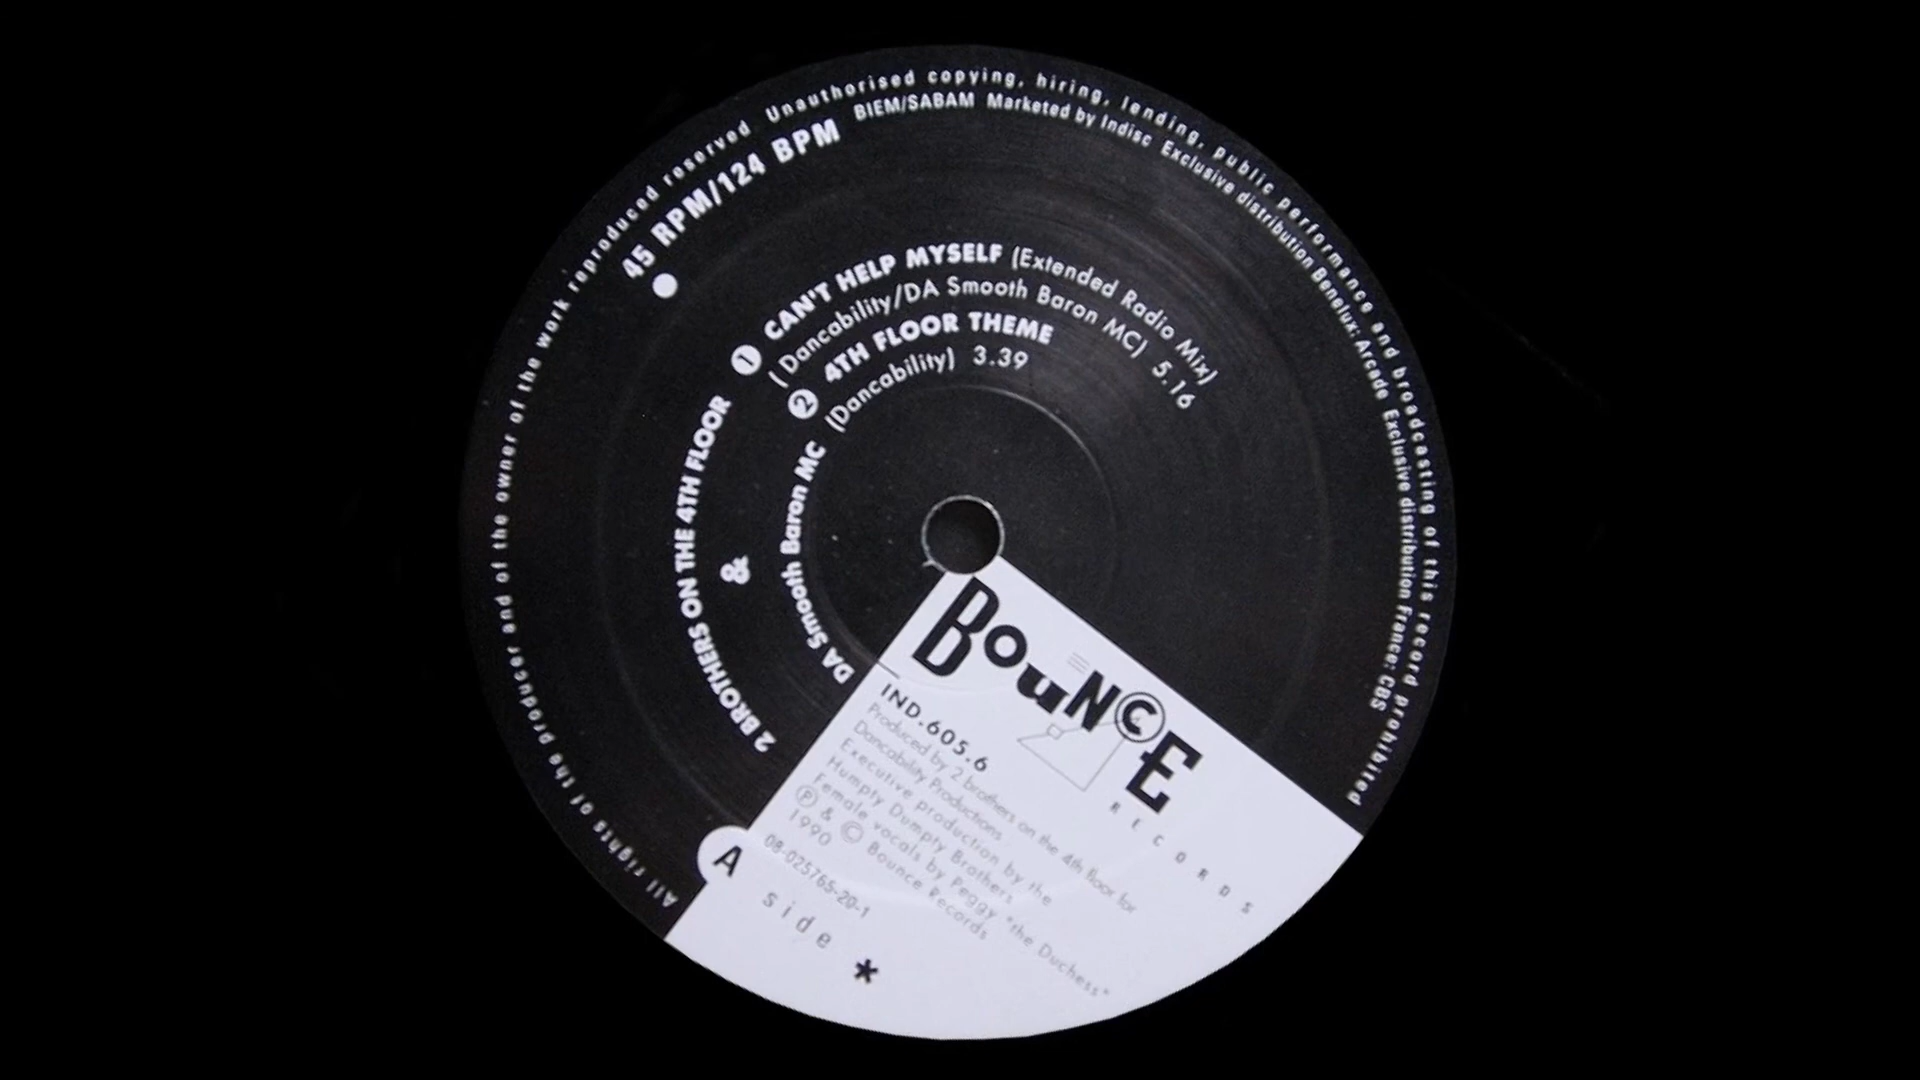 All rights of the producer and of the owner of the work reproduced reserved Unauthorised copying, hiring, lending, public performance and broadcasting of this record prohibited
BIEM/SABAM Marketed by Indisc Exclusive distribution Benelux: Arcade Exclusive distribution France: CBS
45 RPM/124 BPM
2 BROTHERS ON THE 4TH FLOOR
&
DA Smooth Baron MC
1 CAN'T HELP MYSELF (Extended Radio Mix)
(Dancability/DA Smooth Baron MC) 5.16
2 4TH FLOOR THEME
(Dancability) 3.39
BOUNCE
RECORDS
IND.605.6
Produced by 2 brothers on the 4th floor for
Dancability Productions
Executive production by the
Humpty Dumpty Brothers
Female vocals by Peggy "the Duchess"
Ⓟ & © Bounce Records
1990
08-025765-20-1
A
side *